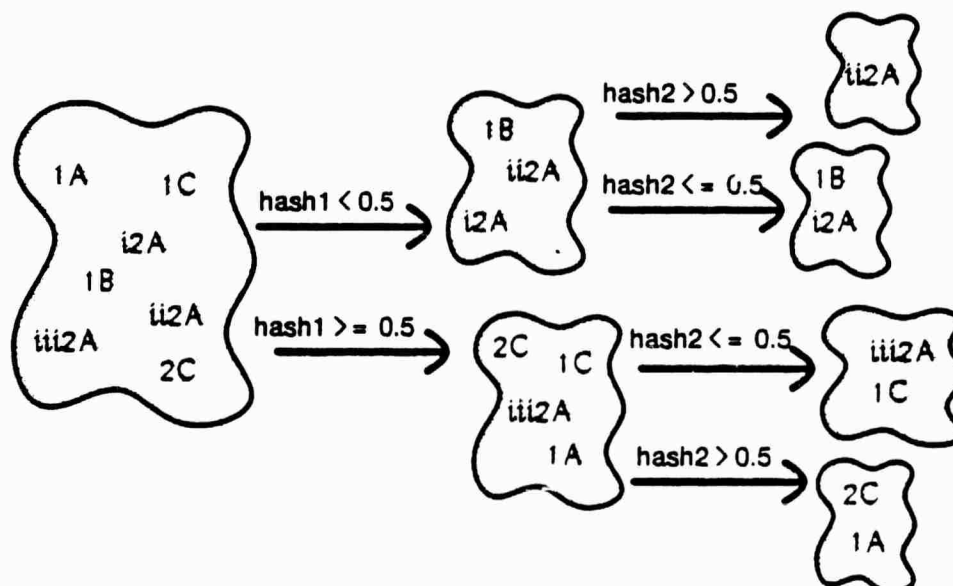 1A
1C
i2A
1B
ii2A
iii2A
2C
hash1 < 0.5
hash1 >= 0.5
1B
ii2A
i2A
hash2 > 0.5
hash2 <= 0.5
ii2A
1B
i2A
2C
1C
iii2A
1A
hash2 <= 0.5
hash2 > 0.5
iii2A
1C
2C
1A